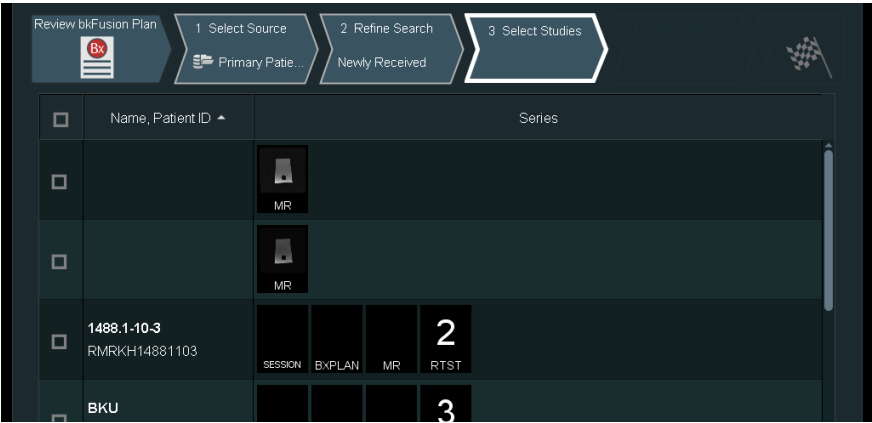 Review bkFusion Plan
Bx
1 Select Source
Primary Patie...
2 Refine Search
Newly Received
3 Select Studies
Name, Patient ID
Series
MR
MR
1488.1-10-3
RMRKH14881103
SESSION BXPLAN MR 2 RTST
BKU
3